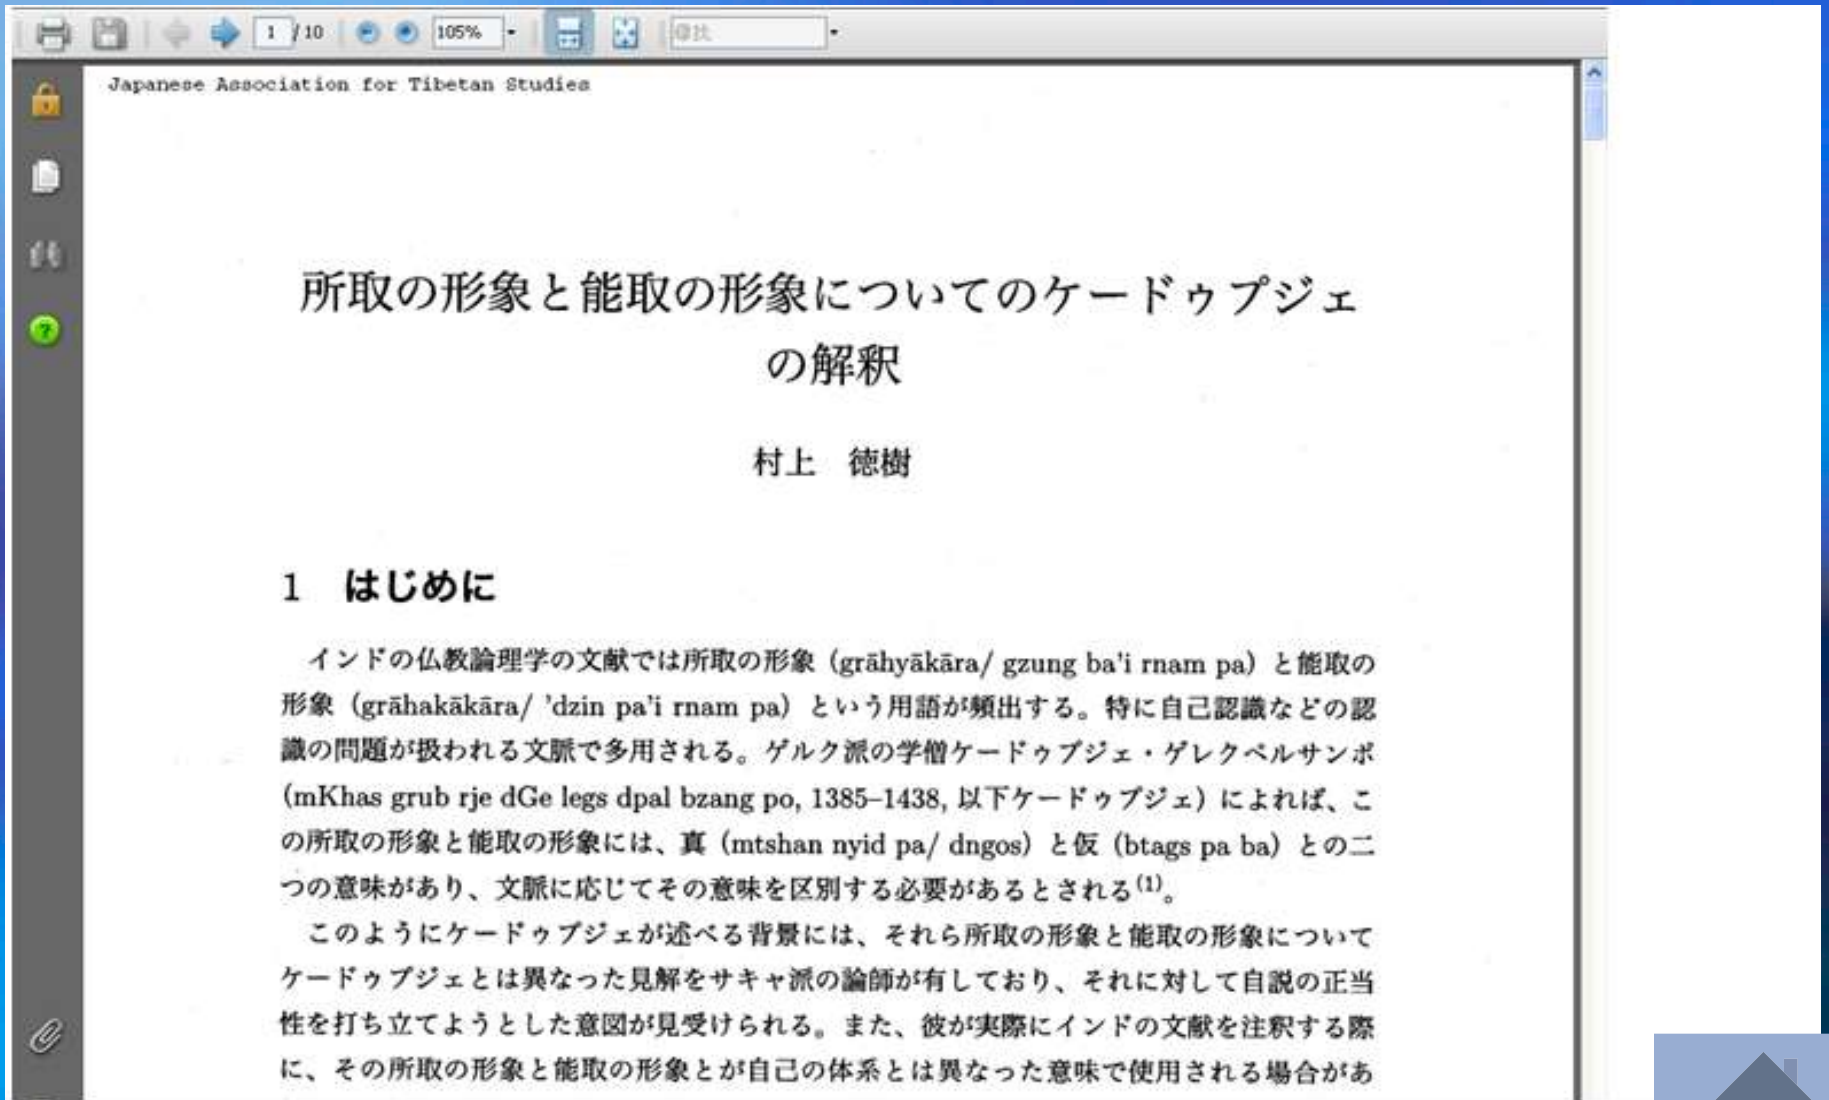 1 / 10 105%
Japanese Association for Tibetan Studies
所取の形象と能取の形象についてのケードゥプジェ
の解釈
村上　徳樹
1　はじめに
インドの仏教論理学の文献では所取の形象（grāhyākāra/ gzung ba'i rnam pa）と能取の
形象（grāhakākāra/ 'dzin pa'i rnam pa）という用語が頻出する。特に自己認識などの認
識の問題が扱われる文脈で多用される。ゲルク派の学僧ケードゥプジェ・ゲレクペルサンポ
(mKhas grub rje dGe legs dpal bzang po, 1385–1438, 以下ケードゥプジェ）によれば、こ
の所取の形象と能取の形象には、真（mtshan nyid pa/ dngos）と仮（btags pa ba）との二
つの意味があり、文脈に応じてその意味を区別する必要があるとされる(1)。
このようにケードゥプジェが述べる背景には、それら所取の形象と能取の形象について
ケードゥプジェとは異なった見解をサキャ派の論師が有しており、それに対して自説の正当
性を打ち立てようとした意図が見受けられる。また、彼が実際にインドの文献を注釈する際
に、その所取の形象と能取の形象とが自己の体系とは異なった意味で使用される場合があ